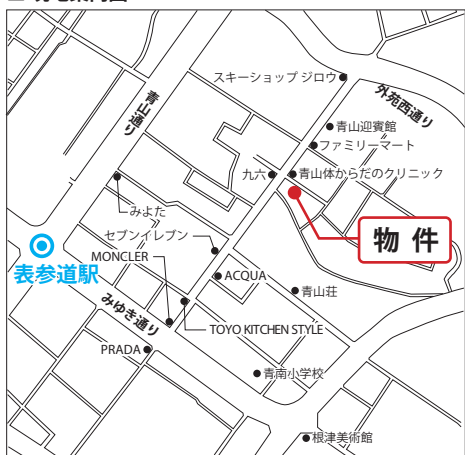 スキーショップ ジロウ
外苑西通り
青山通り
青山迎賓館
ファミリーマート
九六
青山体からだのクリニック
みよた
物件
セブンイレブン
MONCLER
表参道駅
ACQUA
青山荘
みゆき通り
TOYO KITCHEN STYLE
PRADA
青南小学校
根津美術館